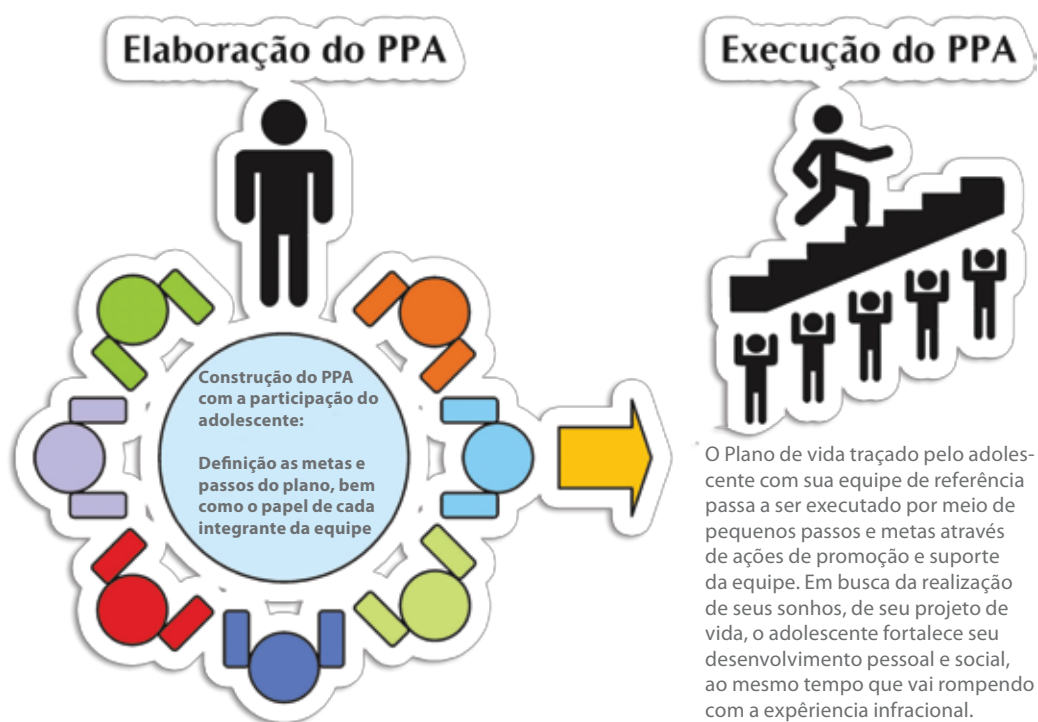 Elaboração do PPA
Construção do PPA
com a participação do
adolescente:
Definição as metas e
passos do plano, bem
como o papel de cada
integrante da equipe
Execução do PPA
O Plano de vida traçado pelo adoles-
cente com sua equipe de referência
passa a ser executado por meio de
pequenos passos e metas através
de ações de promoção e suporte
da equipe. Em busca da realização
de seus sonhos, de seu projeto de
vida, o adolescente fortalece seu
desenvolvimento pessoal e social,
ao mesmo tempo que vai rompendo
com a expêriencia infracional.